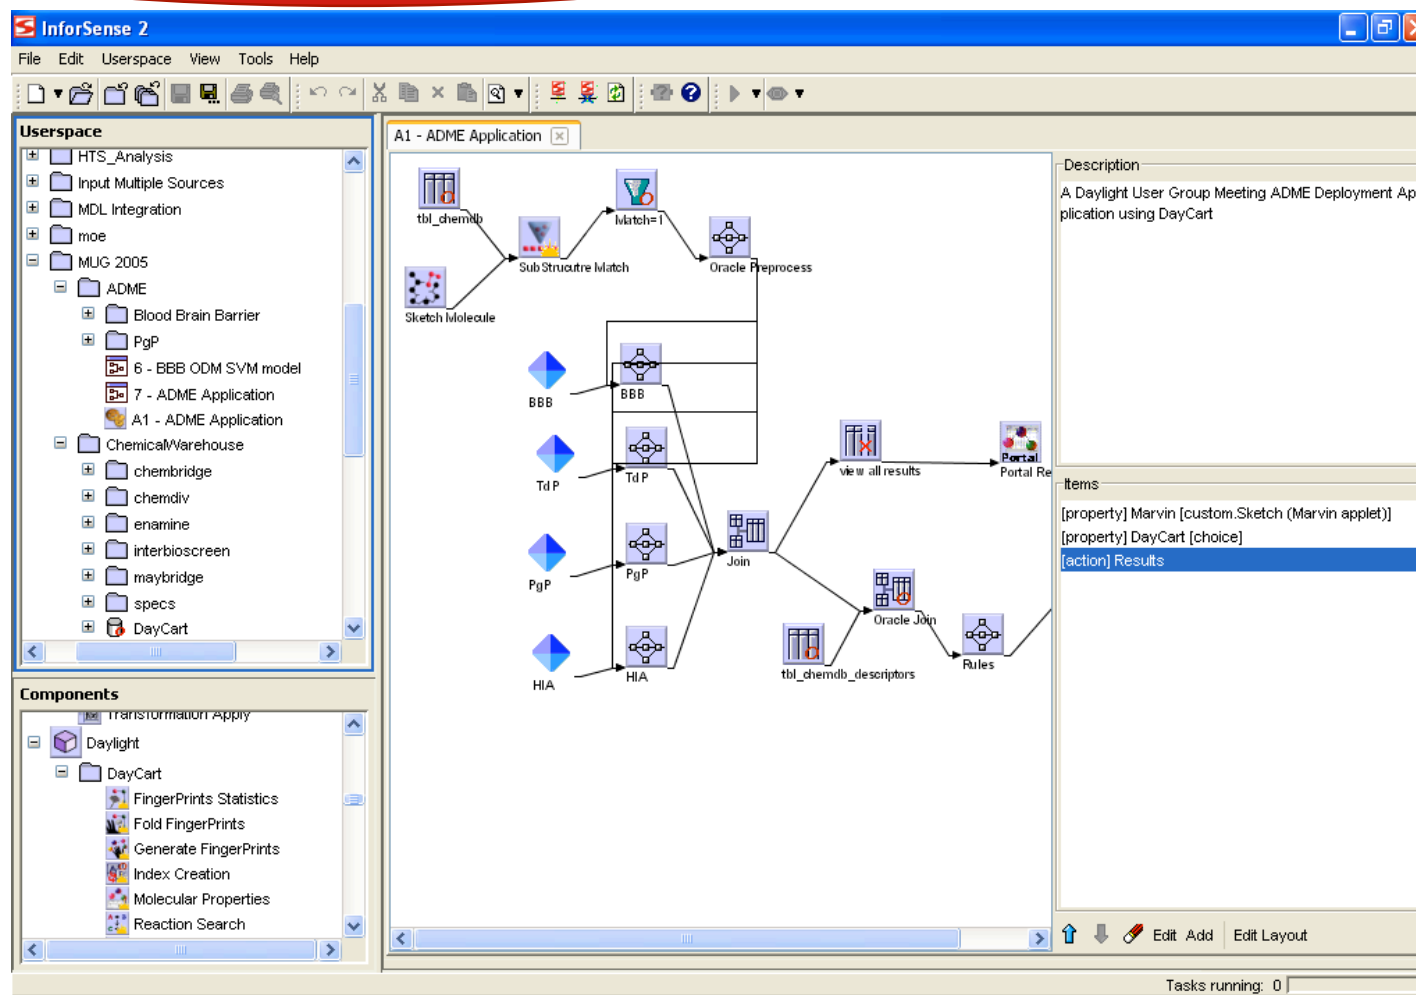 InforSense 2
File Edit Userspace View Tools Help
Userspace
HTS_Analysis
Input Multiple Sources
MDL Integration
moe
MUG 2005
ADME
Blood Brain Barrier
PgP
6 - BBB ODM SVM model
7 - ADME Application
A1 - ADME Application
ChemicalWarehouse
chembridge
chemdiv
enamine
interbioscreen
maybridge
specs
DayCart
Components
Transformation Apply
Daylight
DayCart
FingerPrints Statistics
Fold FingerPrints
Generate FingerPrints
Index Creation
Molecular Properties
Reaction Search
A1 - ADME Application
tbl_chemdb
Match=1
SubStrucutre Match
Oracle Preprocess
Sketch Molecule
BBB
BBB
TdP
TdP
view all results
Portal
Portal Re
Join
PgP
PgP
Oracle Join
tbl_chemdb_descriptors
Rules
HIA
HIA
Description
A Daylight User Group Meeting ADME Deployment Ap
plication using DayCart
Items
[property] Marvin [custom.Sketch (Marvin applet)]
[property] DayCart [choice]
[action] Results
Edit Add Edit Layout
Tasks running: 0